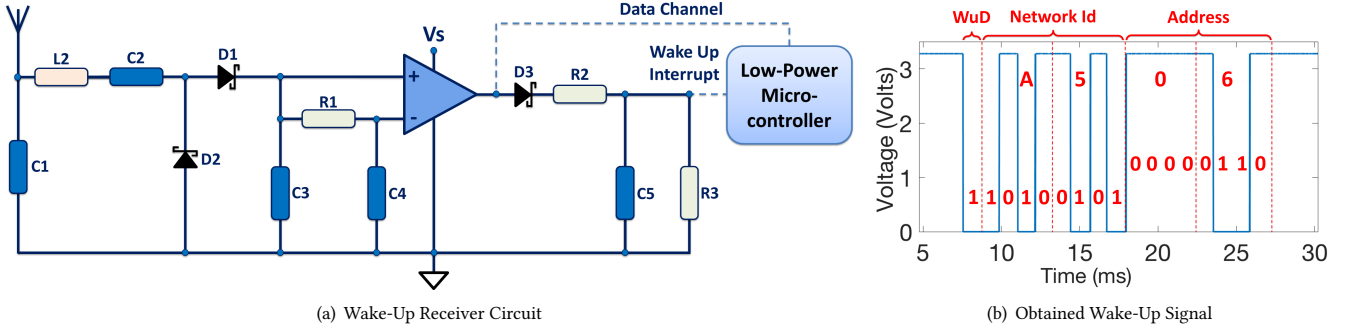 Data Channel
Vs
L2
C2
D1
Wake Up
Interrupt
Low-Power
Micro-
controller
+
-
D3
R2
R1
C1
D2
C3
C4
C5
R3
(a) Wake-Up Receiver Circuit
WuD
Network Id
Address
Voltage (Volts)
3
2
1
0
A
5
0
6
0 0 0 0 0 1 1 0
1 1 0 1 0 0 1 0 1
5
10
15
20
25
30
Time (ms)
(b) Obtained Wake-Up Signal